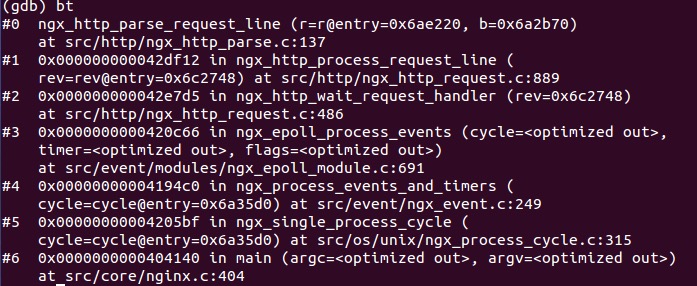 (gdb) bt
#0  ngx_http_parse_request_line (r=r@entry=0x6ae220, b=0x6a2b70)
    at src/http/ngx_http_parse.c:137
#1  0x000000000042df12 in ngx_http_process_request_line (
    rev=rev@entry=0x6c2748) at src/http/ngx_http_request.c:889
#2  0x000000000042e7d5 in ngx_http_wait_request_handler (rev=0x6c2748)
    at src/http/ngx_http_request.c:486
#3  0x0000000000420c66 in ngx_epoll_process_events (cycle=<optimized out>,
    timer=<optimized out>, flags=<optimized out>)
    at src/event/modules/ngx_epoll_module.c:691
#4  0x00000000004194c0 in ngx_process_events_and_timers (
    cycle=cycle@entry=0x6a35d0) at src/event/ngx_event.c:249
#5  0x00000000004205bf in ngx_single_process_cycle (
    cycle=cycle@entry=0x6a35d0) at src/os/unix/ngx_process_cycle.c:315
#6  0x0000000000404140 in main (argc=<optimized out>, argv=<optimized out>)
    at src/core/nginx.c:404